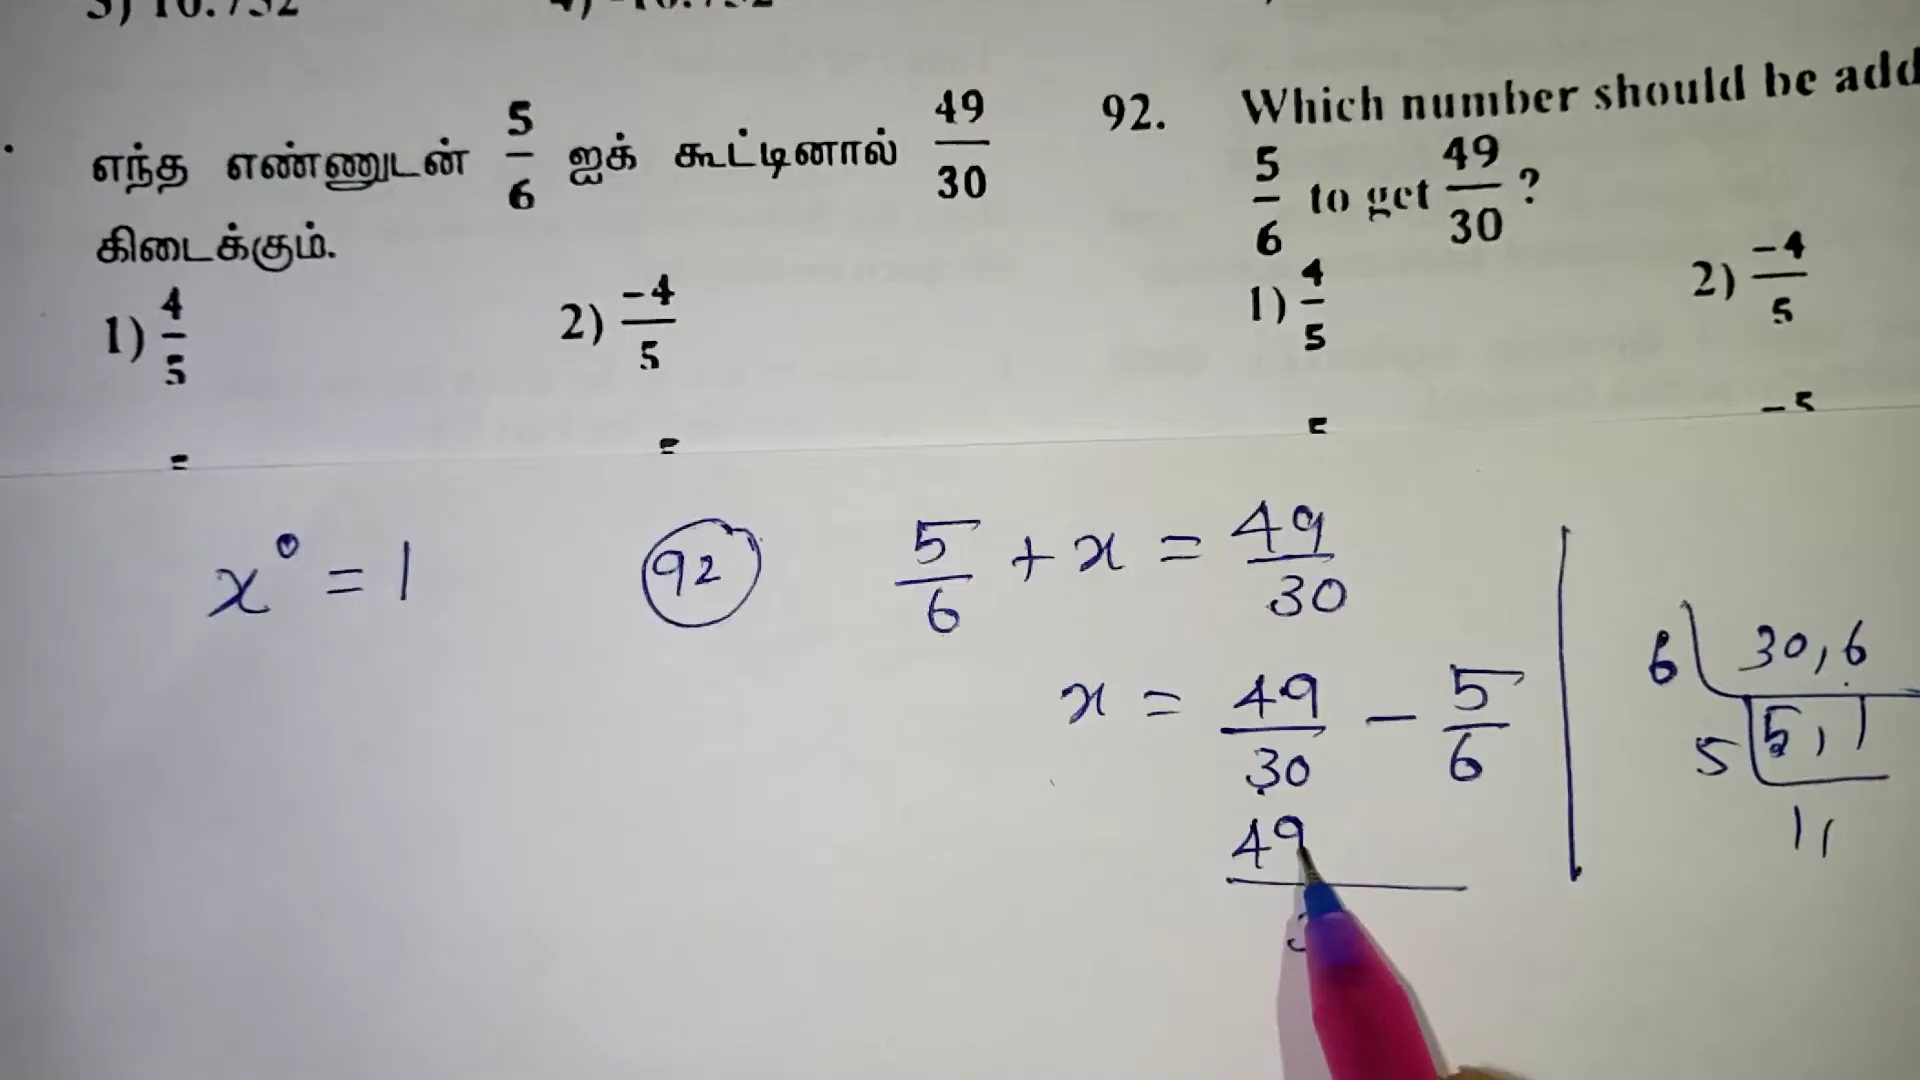 எந்த எண்ணுடன் 5/6 ஐக் கூட்டினால் 49/30
கிடைக்கும்.
1) 4/5 2) -4/5
92. Which number should be add
5/6 to get 49/30 ?
1) 4/5 2) -4/5
x° = 1
92
5/6 + x = 49/30
x = 49/30 - 5/6
49
6 30, 6
5 5, 1
1 1